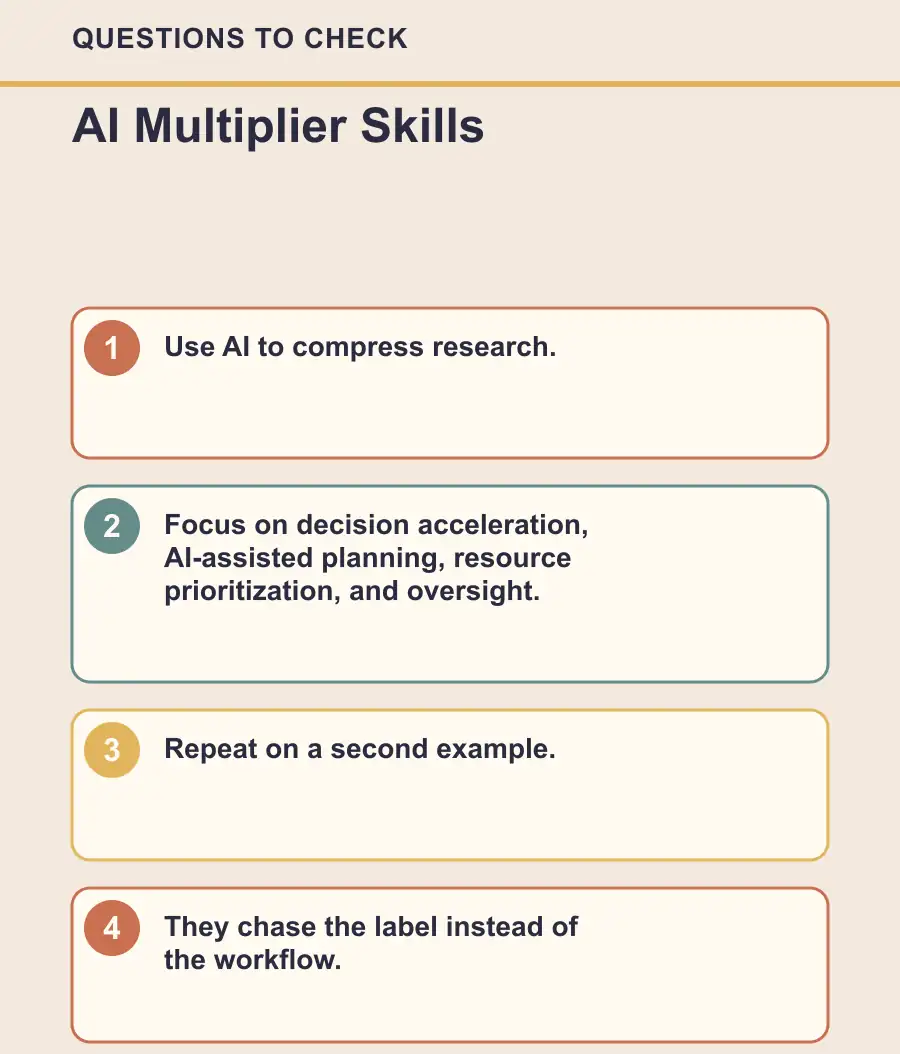 QUESTIONS TO CHECK
AI Multiplier Skills
1
Use AI to compress research.
2
Focus on decision acceleration,
AI-assisted planning, resource
prioritization, and oversight.
3
Repeat on a second example.
4
They chase the label instead of
the workflow.